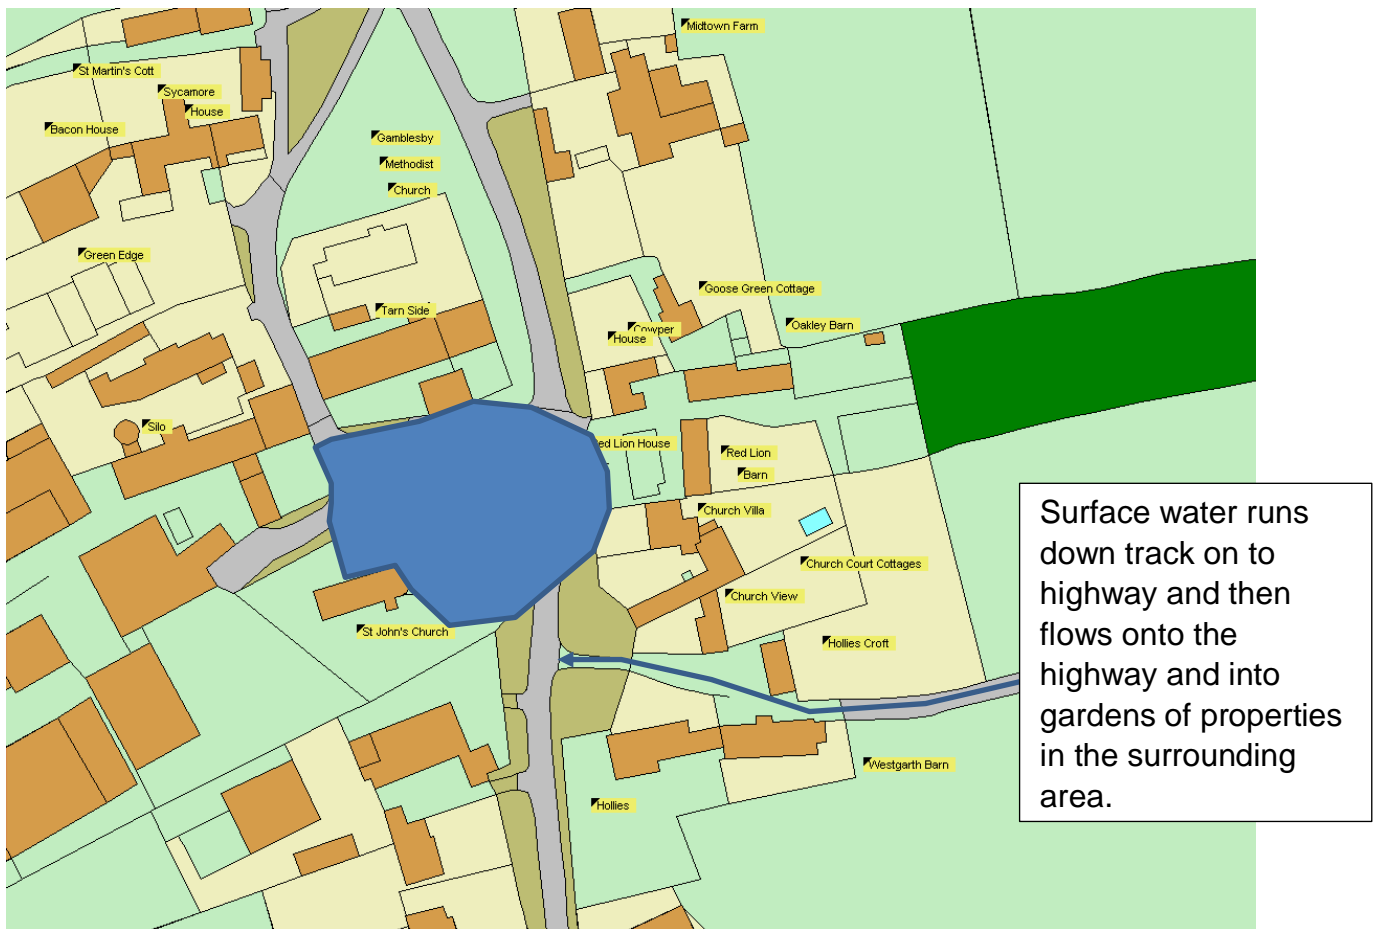 Midtown Farm
St Martin's Cott
Sycamore
House
Bacon House
Gamblesby
Methodist
Church
Green Edge
Goose Green Cottage
Tarn Side
Oakley Barn
Cowper
House
Silo
ed Lion House
Red Lion
Barn
Church Villa
Church Court Cottages
Church View
St John's Church
Hollies Croft
Westgarth Barn
Hollies
Surface water runs
down track on to
highway and then
flows onto the
highway and into
gardens of properties
in the surrounding
area.